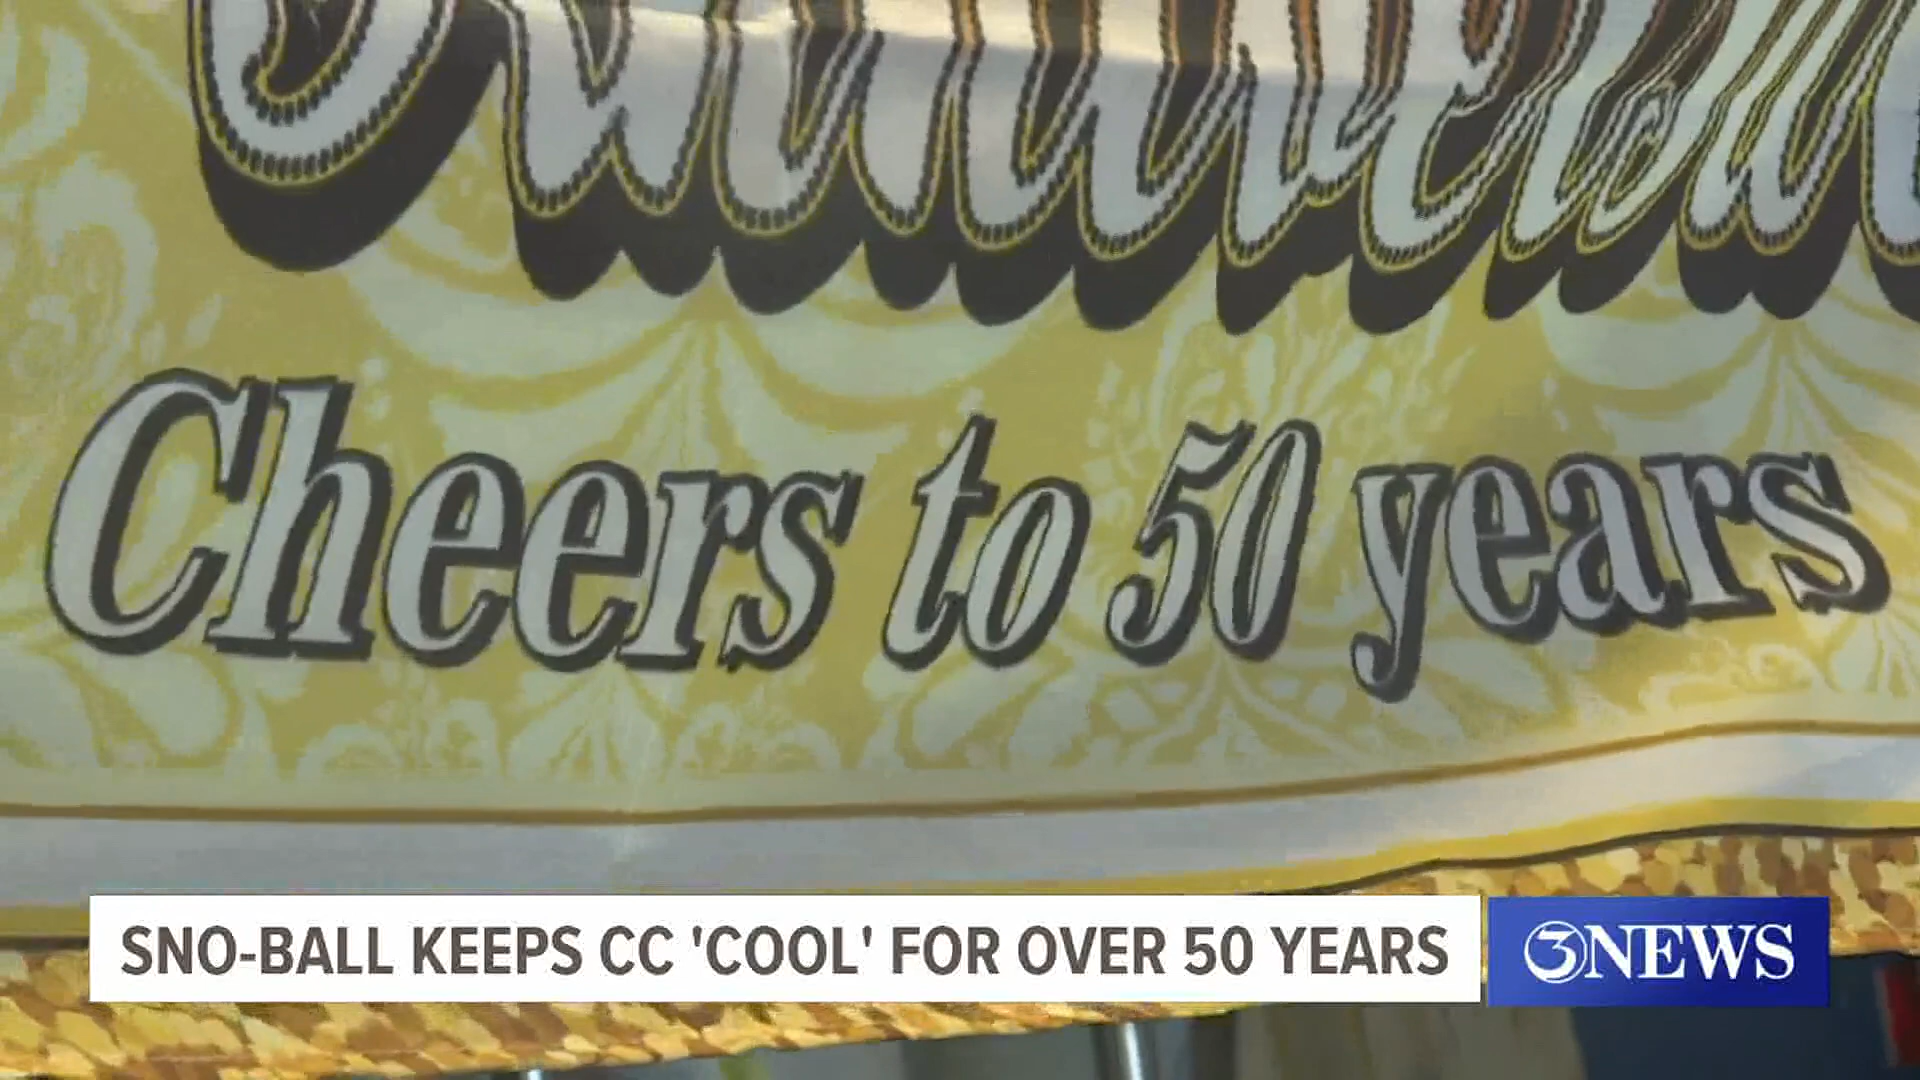 Cheers to 50 years
SNO-BALL KEEPS CC 'COOL' FOR OVER 50 YEARS
3NEWS